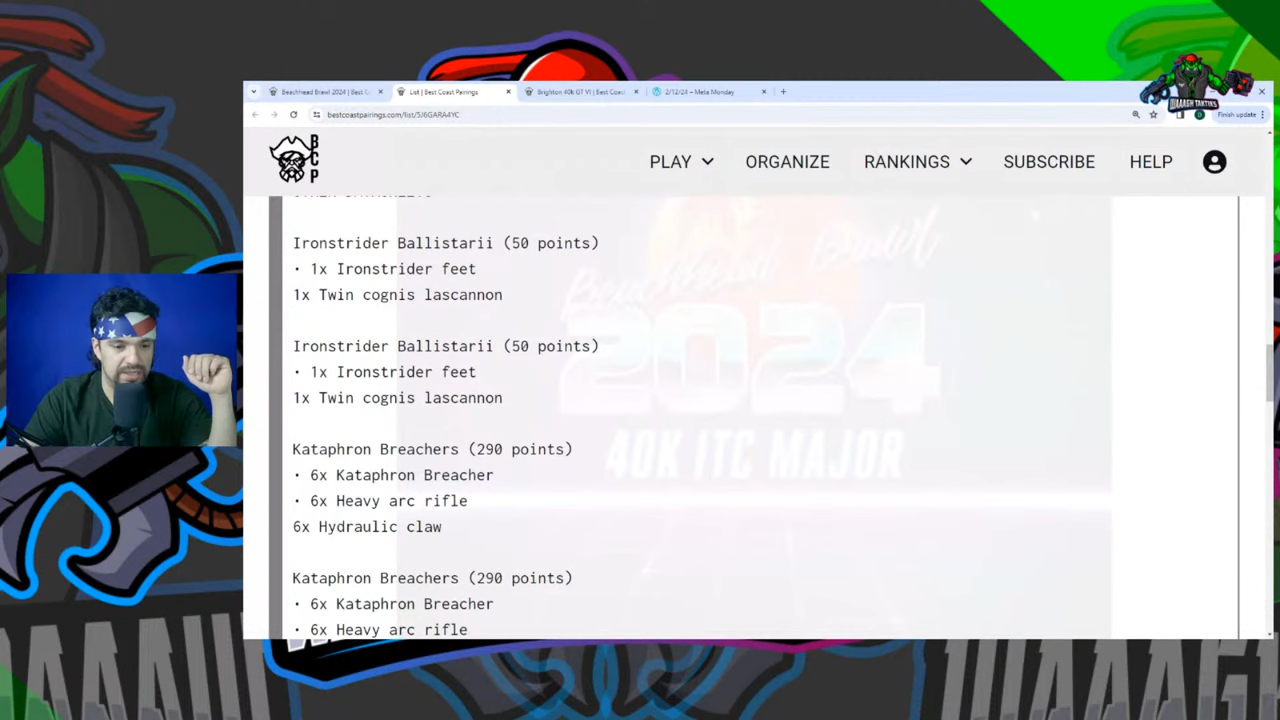 WAAAGH TAKTIKS
Beachhead Brawl 2024 | Best C
List | Best Coast Pairings
Brighton 40k GT VI | Best Coast
2/12/24 – Meta Monday
bestcoastpairings.com/list/5J6GARA4YC
Finish update
B
C
P
PLAY
ORGANIZE
RANKINGS
SUBSCRIBE
HELP
Ironstrider Ballistarii (50 points)
• 1x Ironstrider feet
1x Twin cognis lascannon
Ironstrider Ballistarii (50 points)
• 1x Ironstrider feet
1x Twin cognis lascannon
Kataphron Breachers (290 points)
• 6x Kataphron Breacher
• 6x Heavy arc rifle
6x Hydraulic claw
Kataphron Breachers (290 points)
• 6x Kataphron Breacher
• 6x Heavy arc rifle
Beachhead Brawl
2024
40K ITC MAJOR